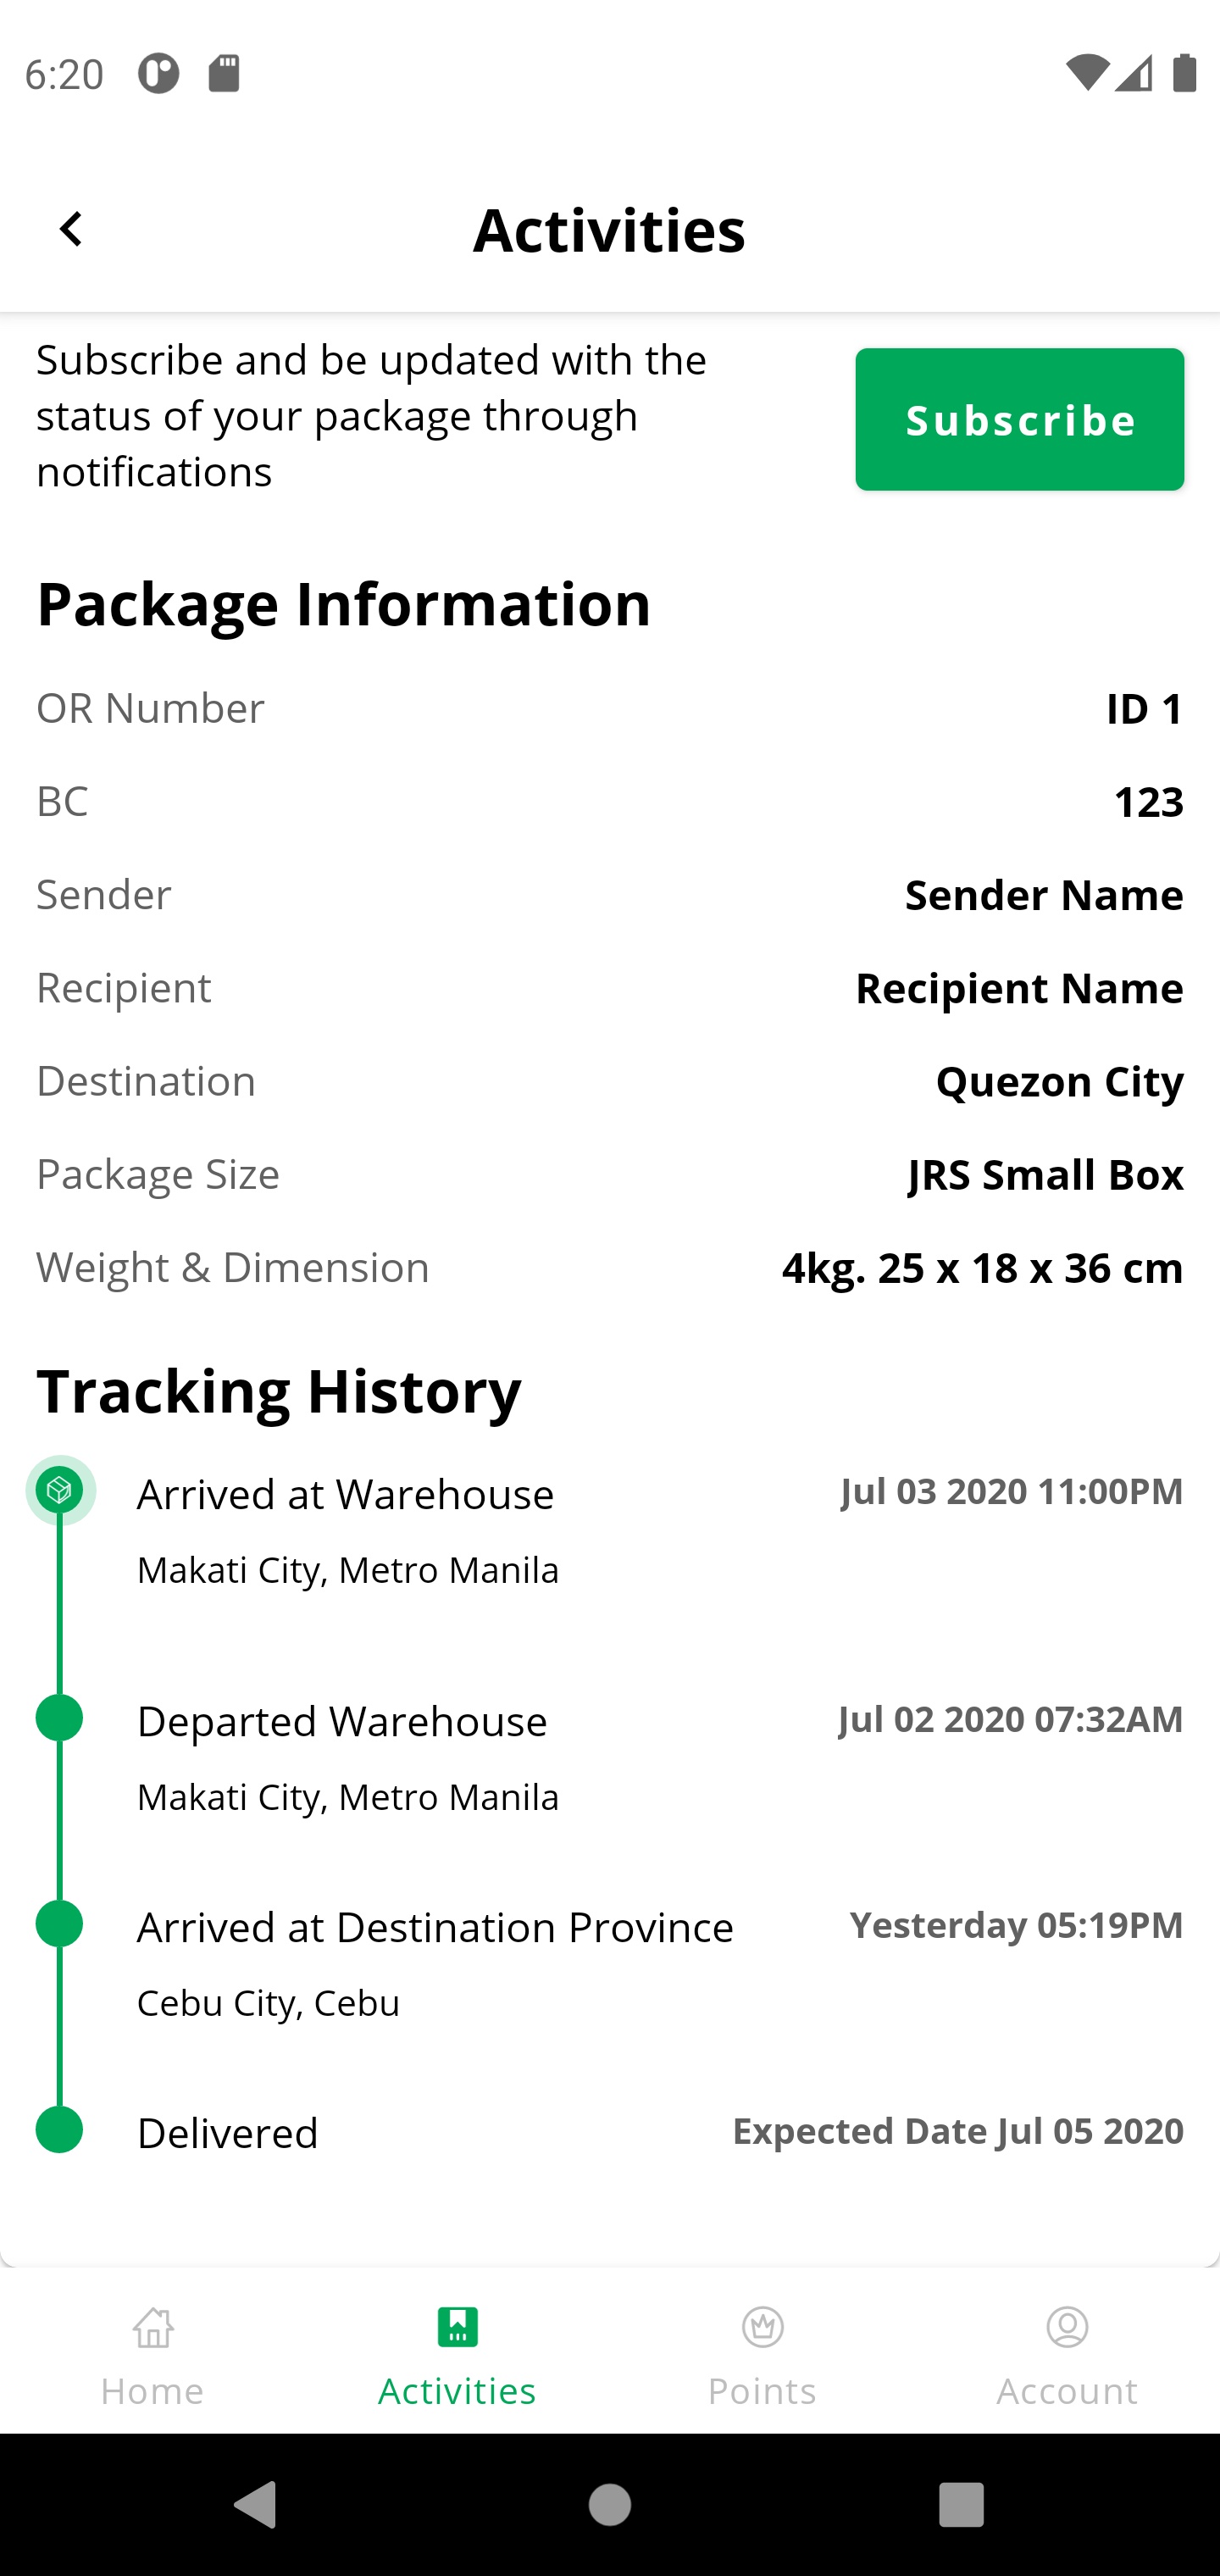 6:20
Activities
Subscribe and be updated with the
status of your package through
notifications
Subscribe
Package Information
OR Number ID 1
BC 123
Sender Sender Name
Recipient Recipient Name
Destination Quezon City
Package Size JRS Small Box
Weight & Dimension 4kg. 25 x 18 x 36 cm
Tracking History
Arrived at Warehouse Jul 03 2020 11:00PM
Makati City, Metro Manila
Departed Warehouse Jul 02 2020 07:32AM
Makati City, Metro Manila
Arrived at Destination Province Yesterday 05:19PM
Cebu City, Cebu
Delivered Expected Date Jul 05 2020
Home Activities Points Account